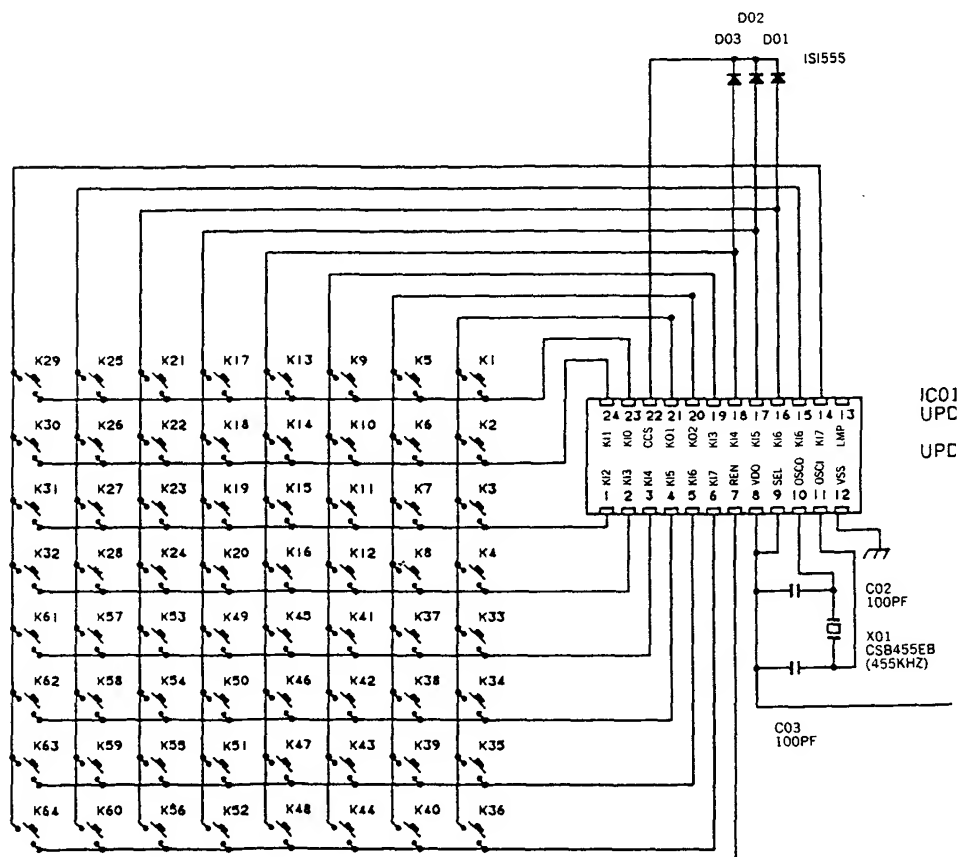 D02
D03 D01
ISI555
K29 K25 K21 K17 K13 K9 K5 K1
K30 K26 K22 K18 K14 K10 K6 K2
K31 K27 K23 K19 K15 K11 K7 K3
K32 K28 K24 K20 K16 K12 K8 K4
K61 K57 K53 K49 K45 K41 K37 K33
K62 K58 K54 K50 K46 K42 K38 K34
K63 K59 K55 K51 K47 K43 K39 K35
K64 K60 K56 K52 K48 K44 K40 K36
24 23 22 21 20 19 18 17 16 15 14 13
KI1 KI0 CCS KO1 KO2 KI3 KI4 KI5 KI6 KI6 KI7 LMP
KI2 KI3 KI4 KI5 KI6 KI7 REN VDO SEL OSCO OSCI VSS
1 2 3 4 5 6 7 8 9 10 11 12
IC01
UPD
UPD
C02
100PF
X01
CSB455EB
(455KHZ)
C03
100PF